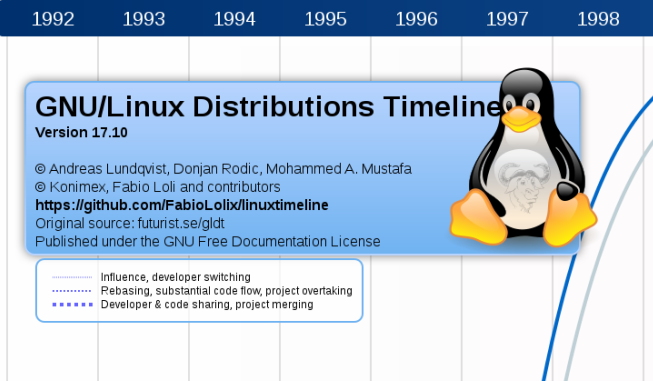 1992 1993 1994 1995 1996 1997 1998
GNU/Linux Distributions Timeline
Version 17.10
© Andreas Lundqvist, Donjan Rodic, Mohammed A. Mustafa
© Konimex, Fabio Loli and contributors
https://github.com/FabioLolix/linuxtimeline
Original source: futurist.se/gldt
Published under the GNU Free Documentation License
Influence, developer switching
Rebasing, substantial code flow, project overtaking
Developer & code sharing, project merging